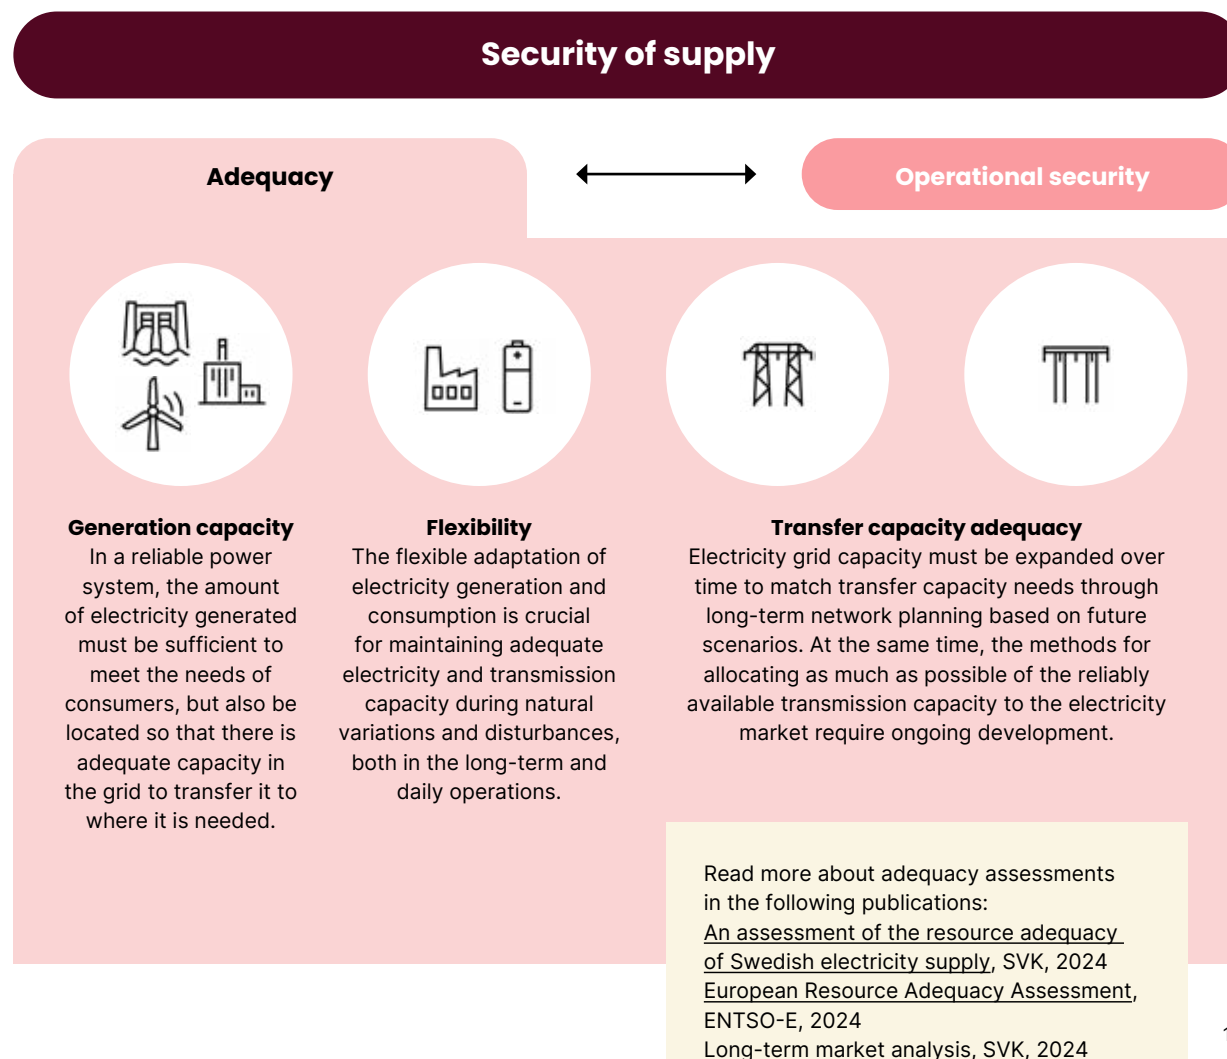 Security of supply
Adequacy
Operational security
Generation capacity
In a reliable power
system, the amount
of electricity generated
must be sufficient to
meet the needs of
consumers, but also be
located so that there is
adequate capacity in
the grid to transfer it to
where it is needed.
Flexibility
The flexible adaptation of
electricity generation and
consumption is crucial
for maintaining adequate
electricity and transmission
capacity during natural
variations and disturbances,
both in the long-term and
daily operations.
Transfer capacity adequacy
Electricity grid capacity must be expanded over
time to match transfer capacity needs through
long-term network planning based on future
scenarios. At the same time, the methods for
allocating as much as possible of the reliably
available transmission capacity to the electricity
market require ongoing development.
Read more about adequacy assessments
in the following publications:
An assessment of the resource adequacy
of Swedish electricity supply, SVK, 2024
European Resource Adequacy Assessment,
ENTSO-E, 2024
Long-term market analysis, SVK, 2024